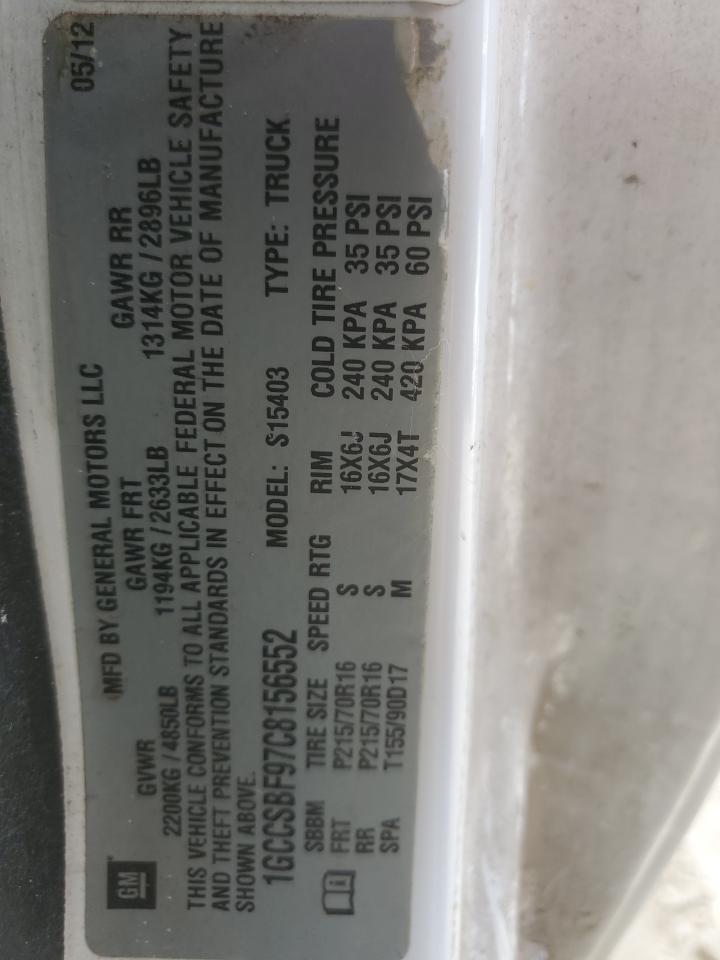 GM
MFD BY GENERAL MOTORS LLC 05/12
GVWR GAWR FRT GAWR RR
2200KG / 4850LB 1194KG / 2633LB 1314KG / 2896LB
THIS VEHICLE CONFORMS TO ALL APPLICABLE FEDERAL MOTOR VEHICLE SAFETY
AND THEFT PREVENTION STANDARDS IN EFFECT ON THE DATE OF MANUFACTURE
SHOWN ABOVE.
1GCCSBF97C8156552 MODEL: S15403 TYPE: TRUCK
SBBM TIRE SIZE SPEED RTG RIM COLD TIRE PRESSURE
FRT P215/70R16 S 16X6J 240 KPA 35 PSI
RR P215/70R16 S 16X6J 240 KPA 35 PSI
SPA T155/90D17 M 17X4T 420 KPA 60 PSI